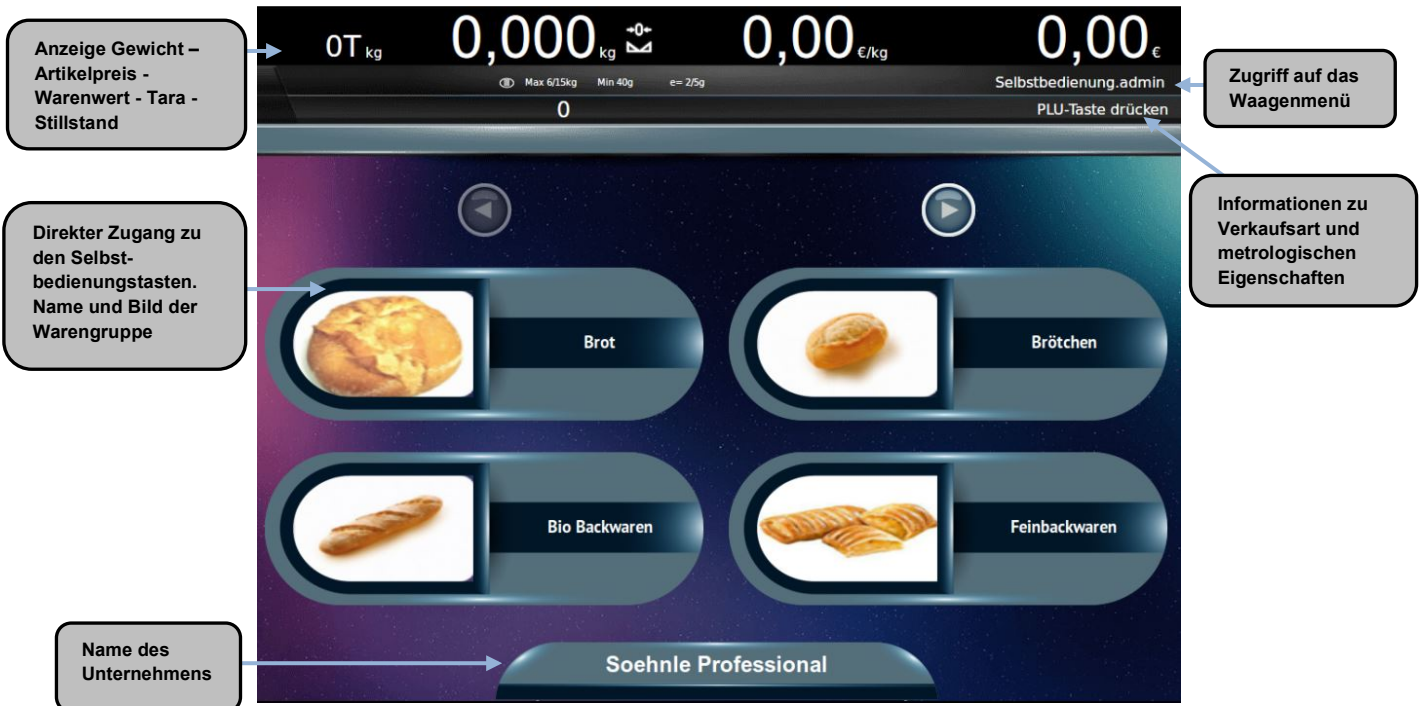 Anzeige Gewicht –
Artikelpreis -
Warenwert - Tara -
Stillstand
0T kg
0,000 kg
→0←
0,00 €/kg
0,00 €
Max 6/15kg Min 40g e= 2/5g
Selbstbedienung.admin
0
PLU-Taste drücken
Zugriff auf das
Waagenmenü
Direkter Zugang zu
den Selbst-
bedienungstasten.
Name und Bild der
Warengruppe
Informationen zu
Verkaufsart und
metrologischen
Eigenschaften
Brot
Brötchen
Bio Backwaren
Feinbackwaren
Name des
Unternehmens
Soehnle Professional